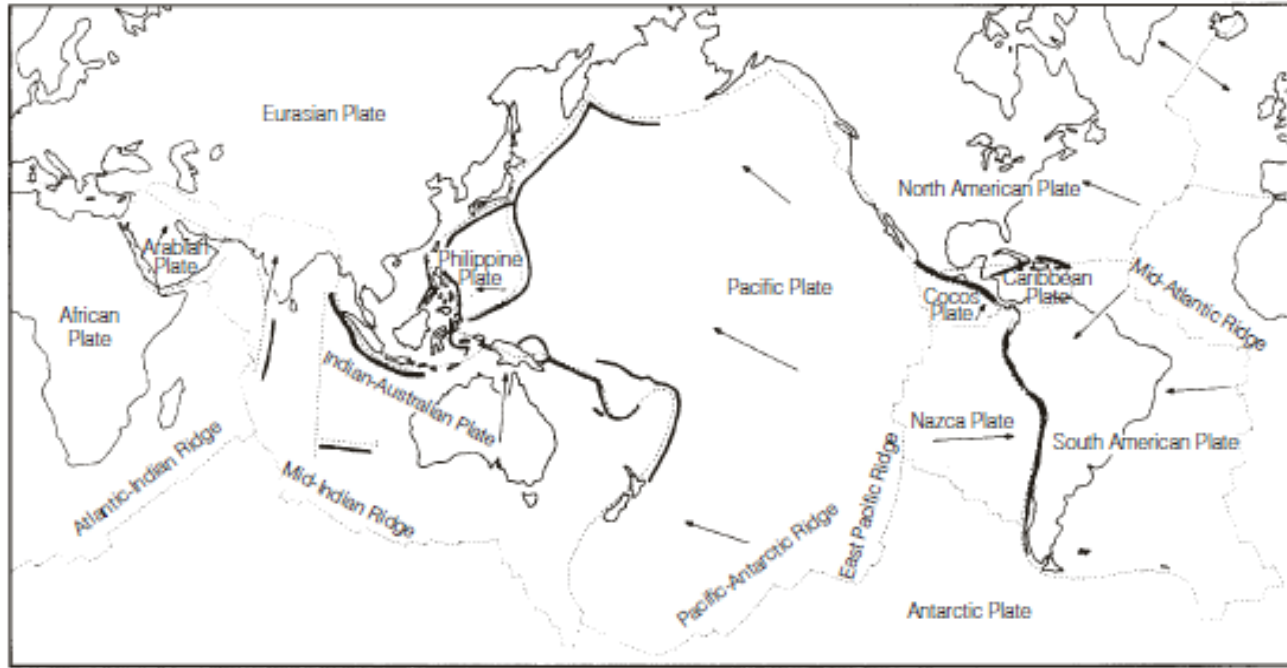 Eurasian Plate
North American Plate
Arabian
Plate
Philippine
Plate
Pacific Plate
Cocos
Plate
Caribbean
Plate
Mid-Atlantic Ridge
African
Plate
Indian-Australian Plate
Nazca Plate
South American Plate
Atlantic-Indian Ridge
Mid-Indian Ridge
Pacific-Antarctic Ridge
East Pacific Ridge
Antarctic Plate